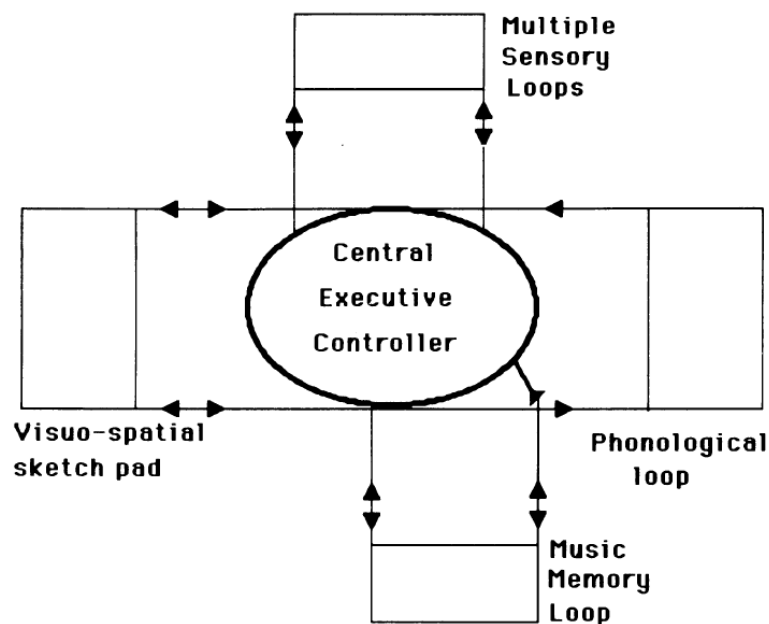 Multiple
Sensory
Loops
Central
Executive
Controller
Visuo-spatial
sketch pad
Phonological
loop
Music
Memory
Loop